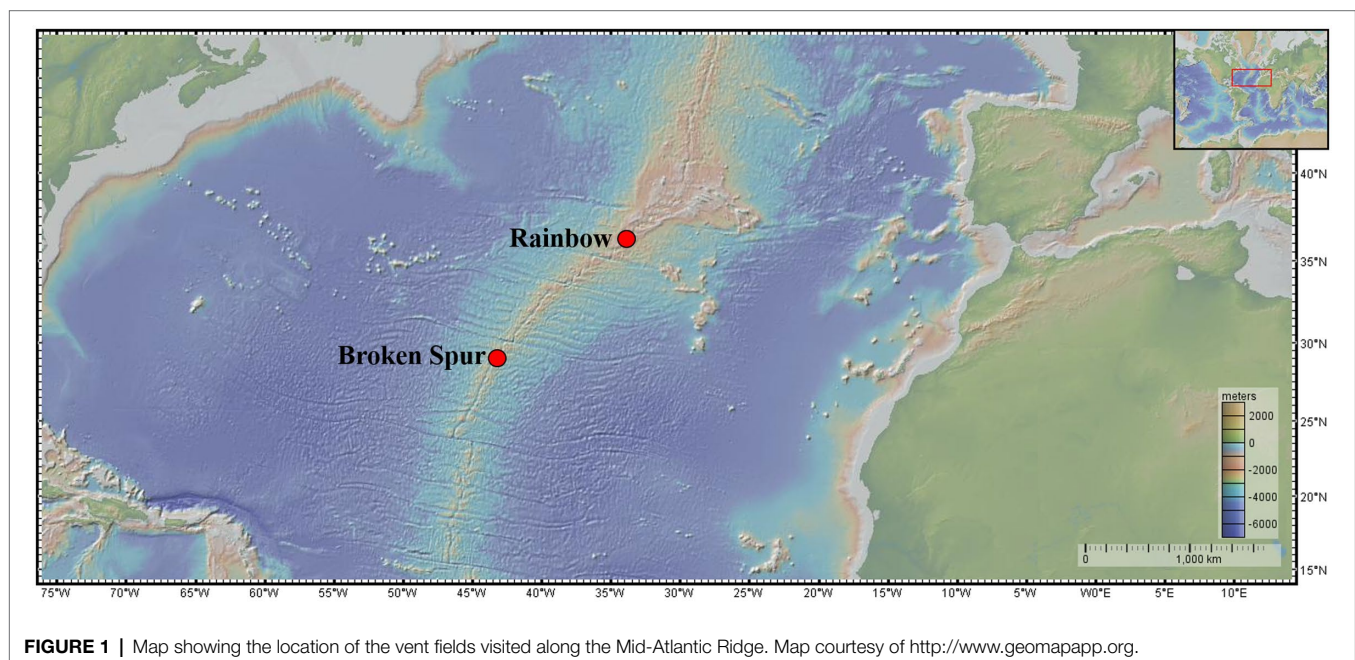 40°N
Rainbow
35°N
Broken Spur
30°N
meters
2000
0
25°N
-2000
-4000
20°N
-6000
0 1,000 km
15°N
75°W 70°W 65°W 60°W 55°W 50°W 45°W 40°W 35°W 30°W 25°W 20°W 15°W 10°W 5°W W0°E 5°E 10°E
FIGURE 1 | Map showing the location of the vent fields visited along the Mid-Atlantic Ridge. Map courtesy of http://www.geomapapp.org.